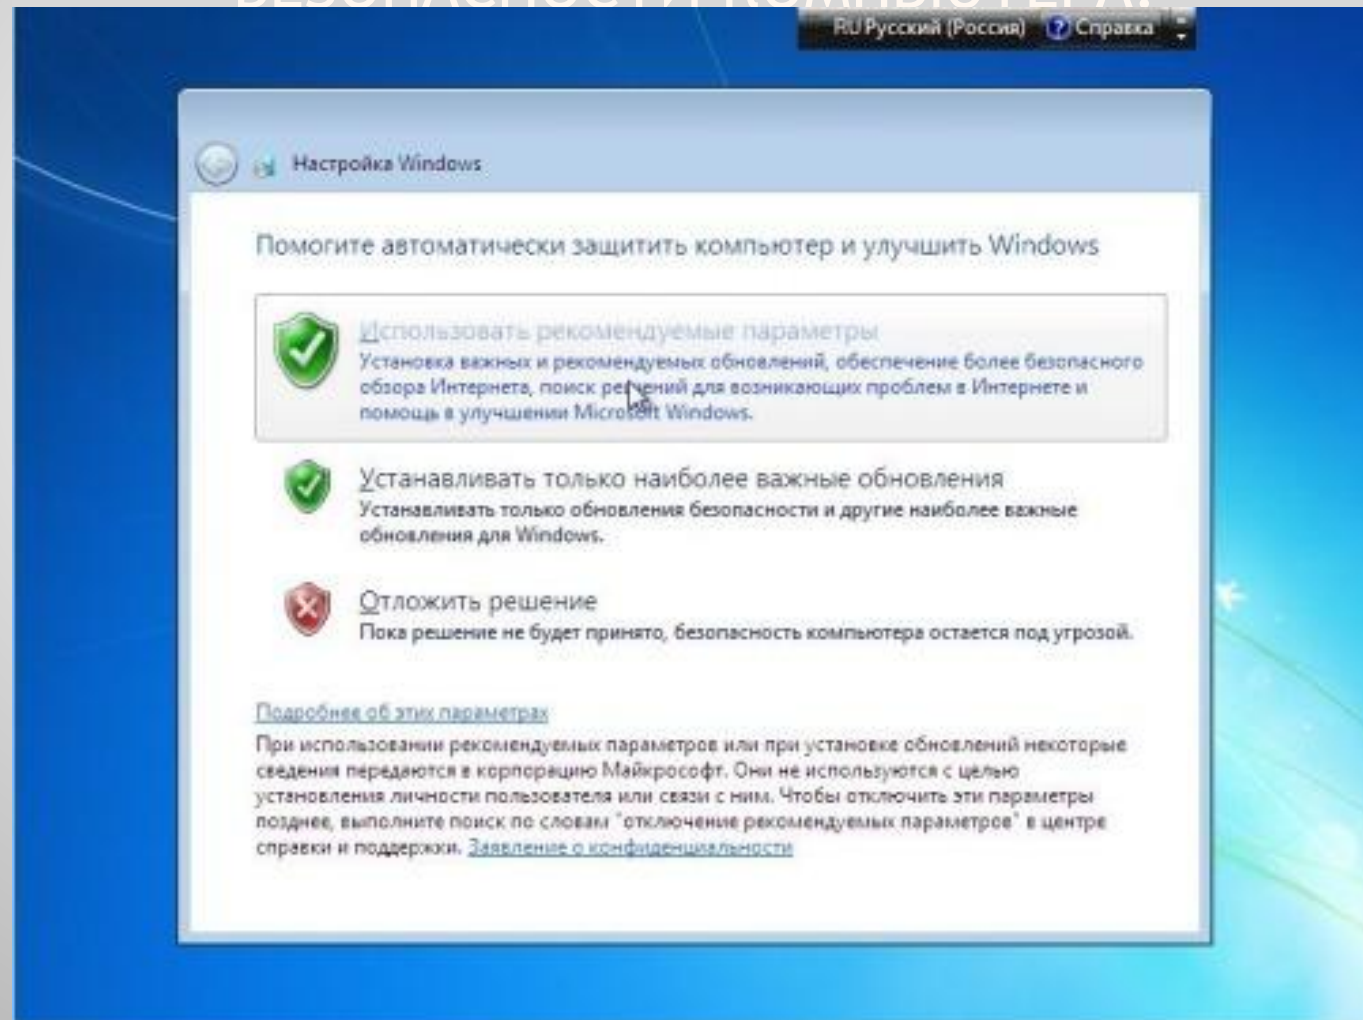 БЕЗОПАСНОСТИ КОМПЬЮТЕРА.
RU Русский (Россия) Справка
Настройка Windows
Помогите автоматически защитить компьютер и улучшить Windows
Использовать рекомендуемые параметры
Установка важных и рекомендуемых обновлений, обеспечение более безопасного
обзора Интернета, поиск решений для возникающих проблем в Интернете и
помощь в улучшении Microsoft Windows.
Устанавливать только наиболее важные обновления
Устанавливать только обновления безопасности и другие наиболее важные
обновления для Windows.
Отложить решение
Пока решение не будет принято, безопасность компьютера остается под угрозой.
Подробнее об этих параметрах
При использовании рекомендуемых параметров или при установке обновлений некоторые
сведения передаются в корпорацию Майкрософт. Они не используются с целью
установления личности пользователя или связи с ним. Чтобы отключить эти параметры
позднее, выполните поиск по словам "отключение рекомендуемых параметров" в центре
справки и поддержки. Заявление о конфиденциальности